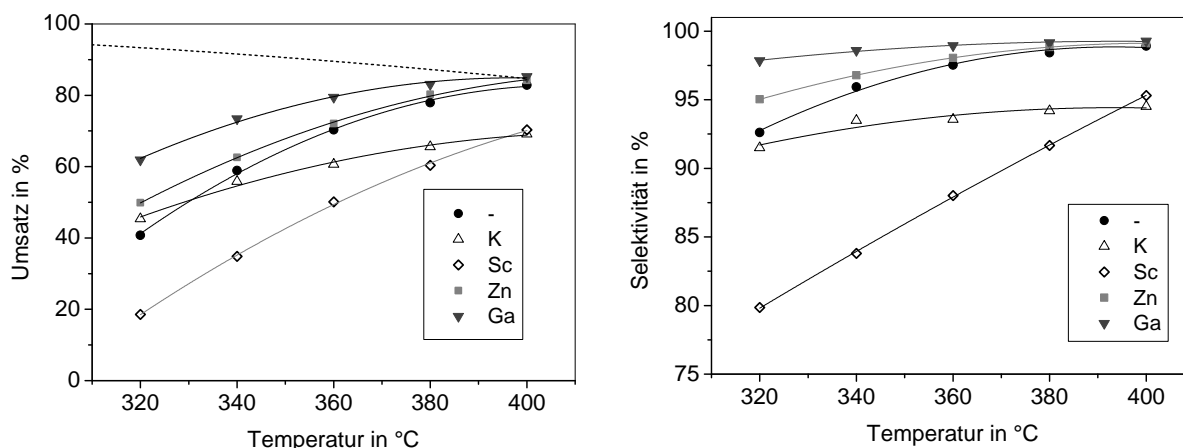 100
80
60
40
20
0
Umsatz in %
-
K
Sc
Zn
Ga
320 340 360 380 400
Temperatur in °C
100
95
90
85
80
75
Selektivität in %
-
K
Sc
Zn
Ga
320 340 360 380 400
Temperatur in °C